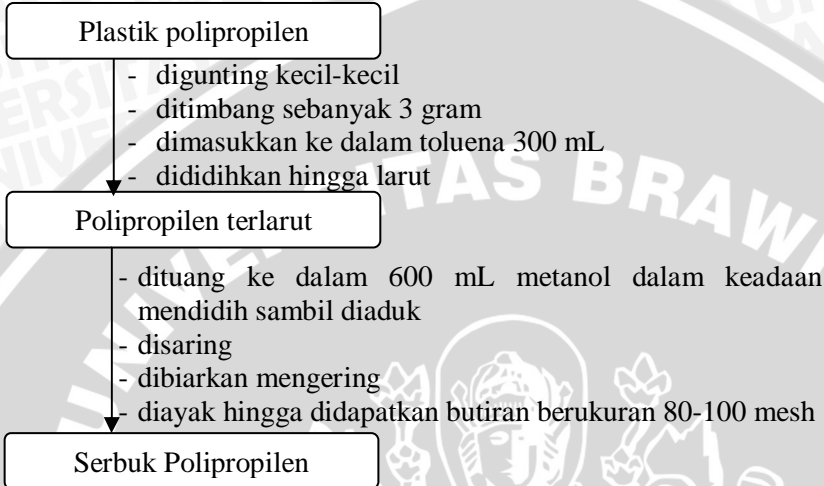 Plastik polipropilen
- digunting kecil-kecil
- ditimbang sebanyak 3 gram
- dimasukkan ke dalam toluena 300 mL
- dididihkan hingga larut
Polipropilen terlarut
- dituang ke dalam 600 mL metanol dalam keadaan
mendidih sambil diaduk
- disaring
- dibiarkan mengering
- diayak hingga didapatkan butiran berukuran 80-100 mesh
Serbuk Polipropilen